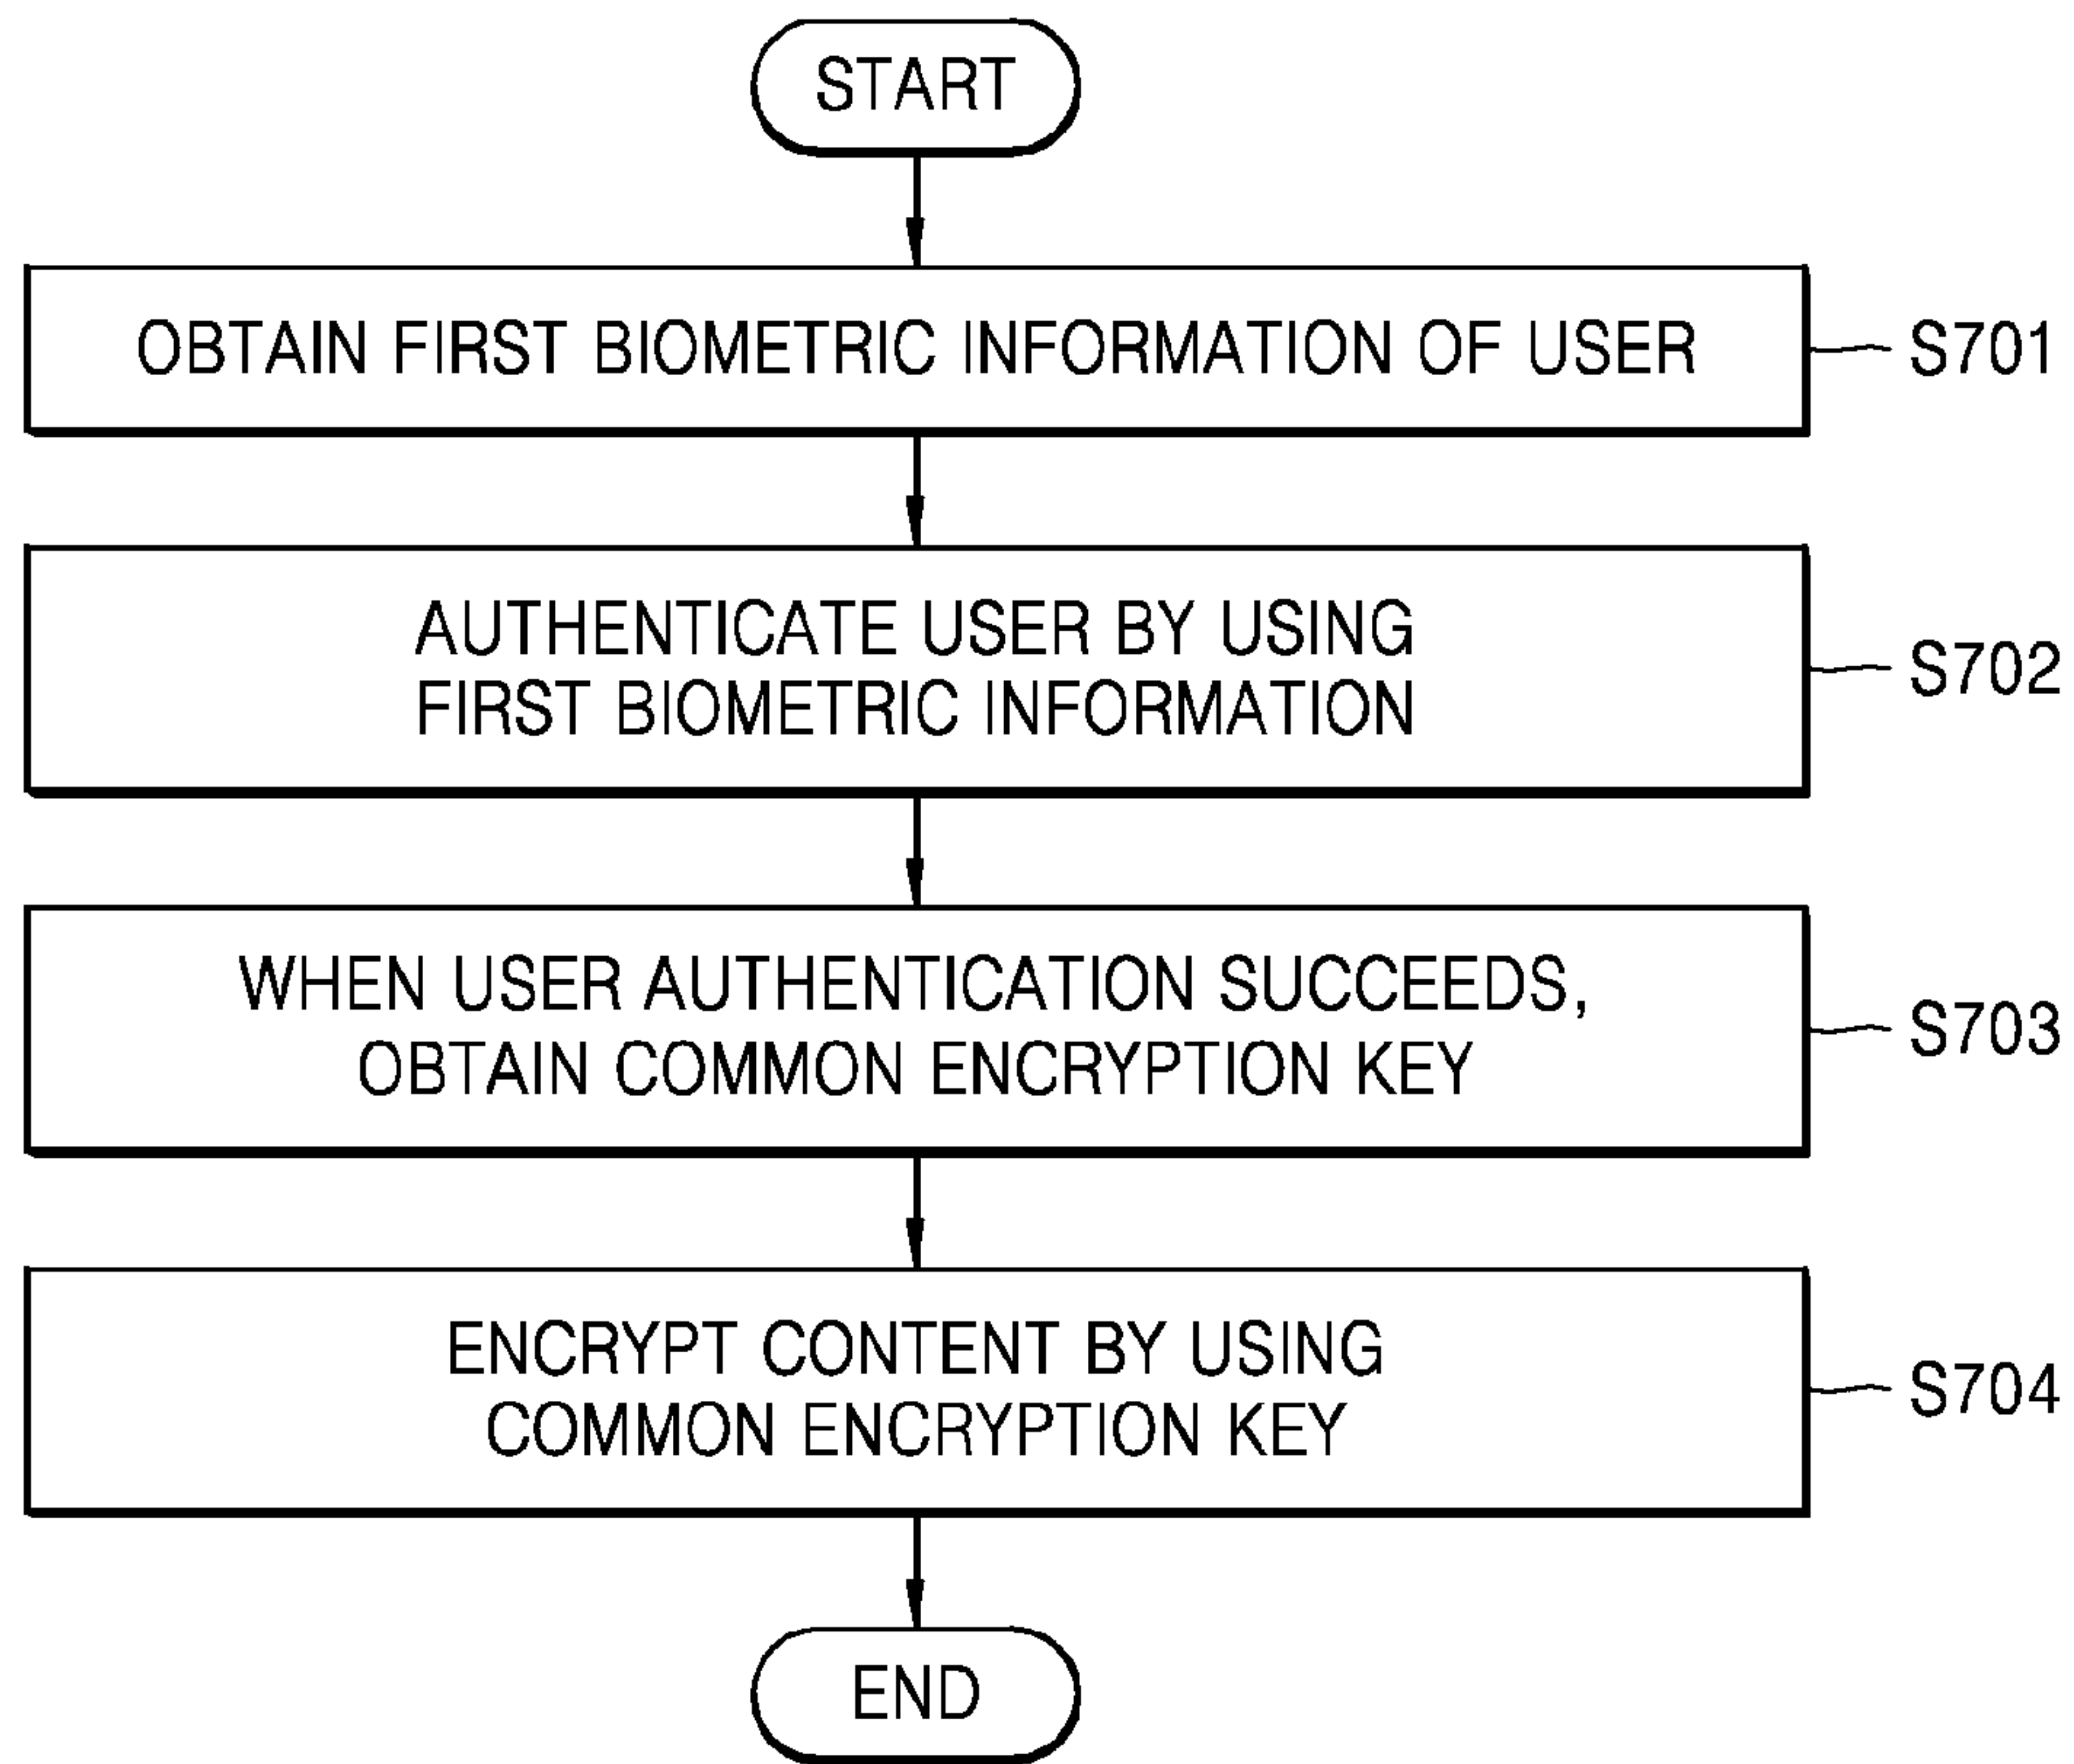 START
OBTAIN FIRST BIOMETRIC INFORMATION OF USER
S701
AUTHENTICATE USER BY USING
FIRST BIOMETRIC INFORMATION
S702
WHEN USER AUTHENTICATION SUCCEEDS,
OBTAIN COMMON ENCRYPTION KEY
S703
ENCRYPT CONTENT BY USING
COMMON ENCRYPTION KEY
S704
END